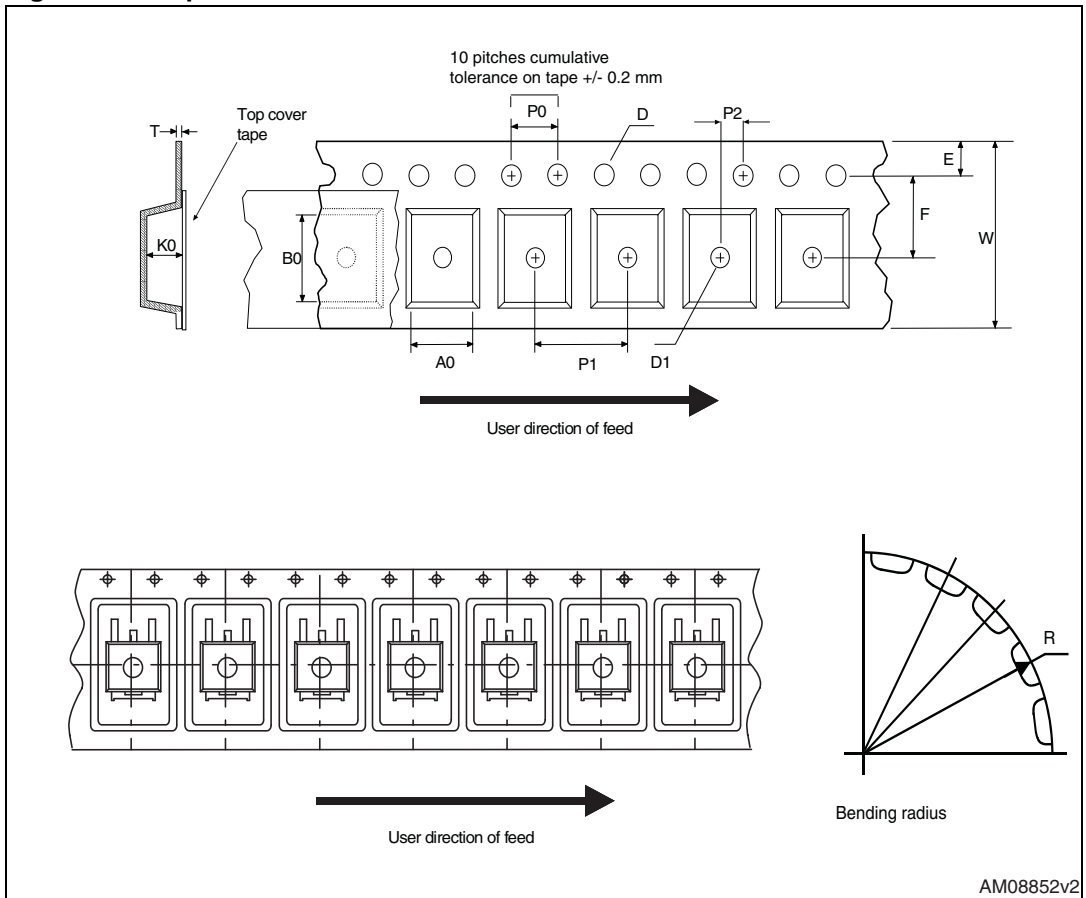 10 pitches cumulative
tolerance on tape +/- 0.2 mm
Top cover
tape
T
P0
D
P2
E
F
W
K0
B0
A0
P1
D1
User direction of feed
R
Bending radius
User direction of feed
AM08852v2